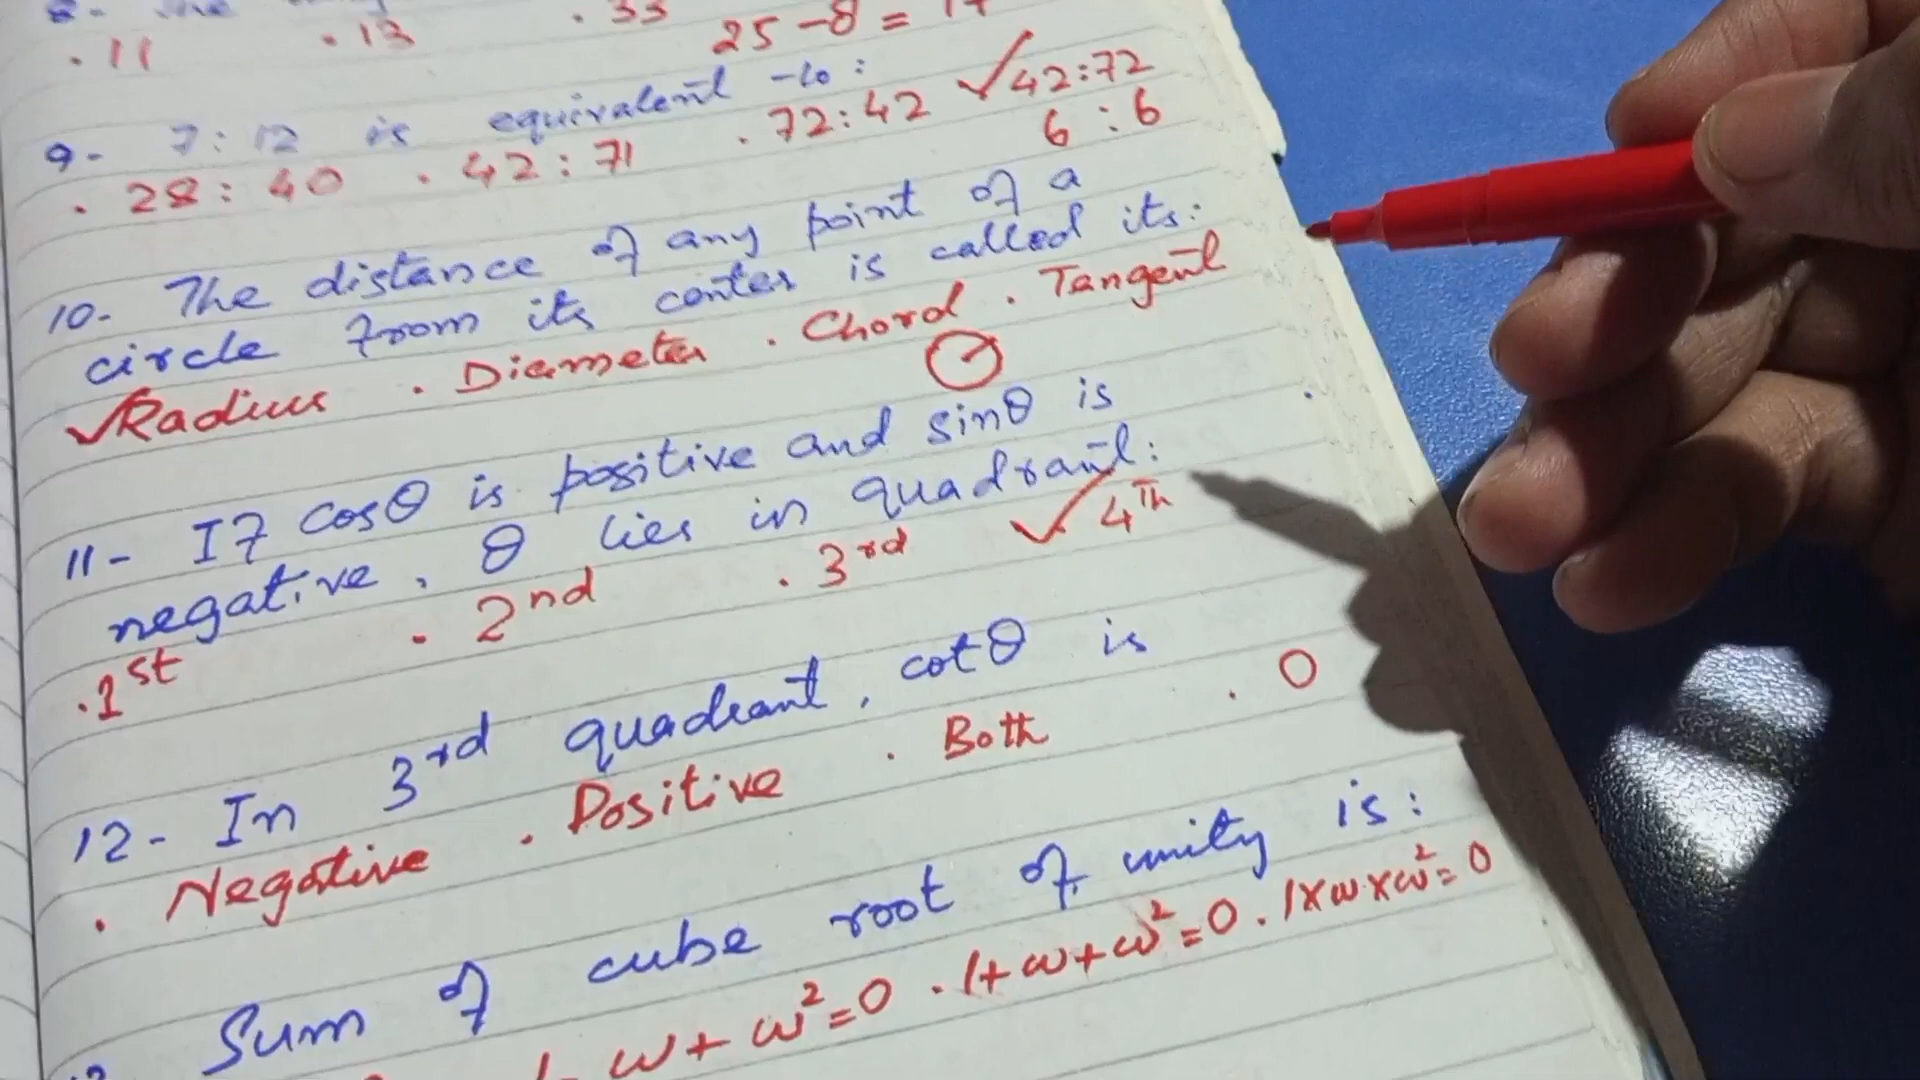 . 11 . 13 . 33 25 - 8 = 17
9- 7 : 12 is equivalent to :
. 28 : 40 . 42 : 71 . 72 : 42 ✓ 42 : 72
6 : 6
10- The distance of any point of a
circle from its center is called its :
✓ Radius . Diameter . Chord . Tangent
11- If cosθ is positive and sinθ is
negative, θ lies in quadrant :
.1st . 2nd . 3rd ✓ 4th
12- In 3rd quadrant, cotθ is
. Negative . Positive . Both . 0
Sum of cube root of unity is :
ω + ω² = 0 . 1 + ω + ω² = 0 . 1 × ω × ω² = 0